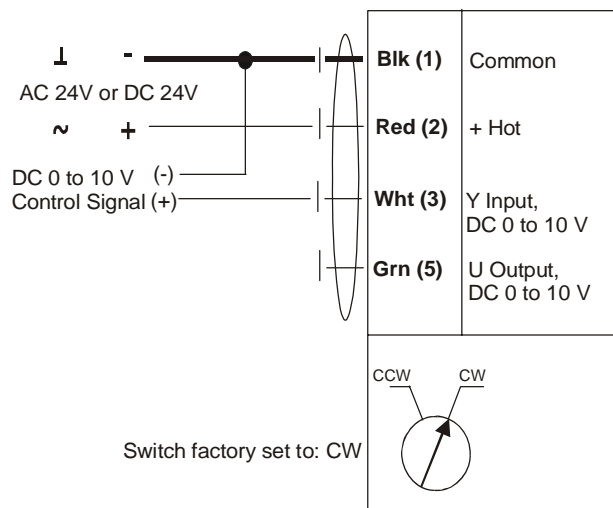 ⊥ - Blk (1) Common
AC 24V or DC 24V
~ + Red (2) + Hot
DC 0 to 10 V (-)
Control Signal (+) Wht (3) Y Input,
DC 0 to 10 V
Grn (5) U Output,
DC 0 to 10 V
CCW CW
Switch factory set to: CW